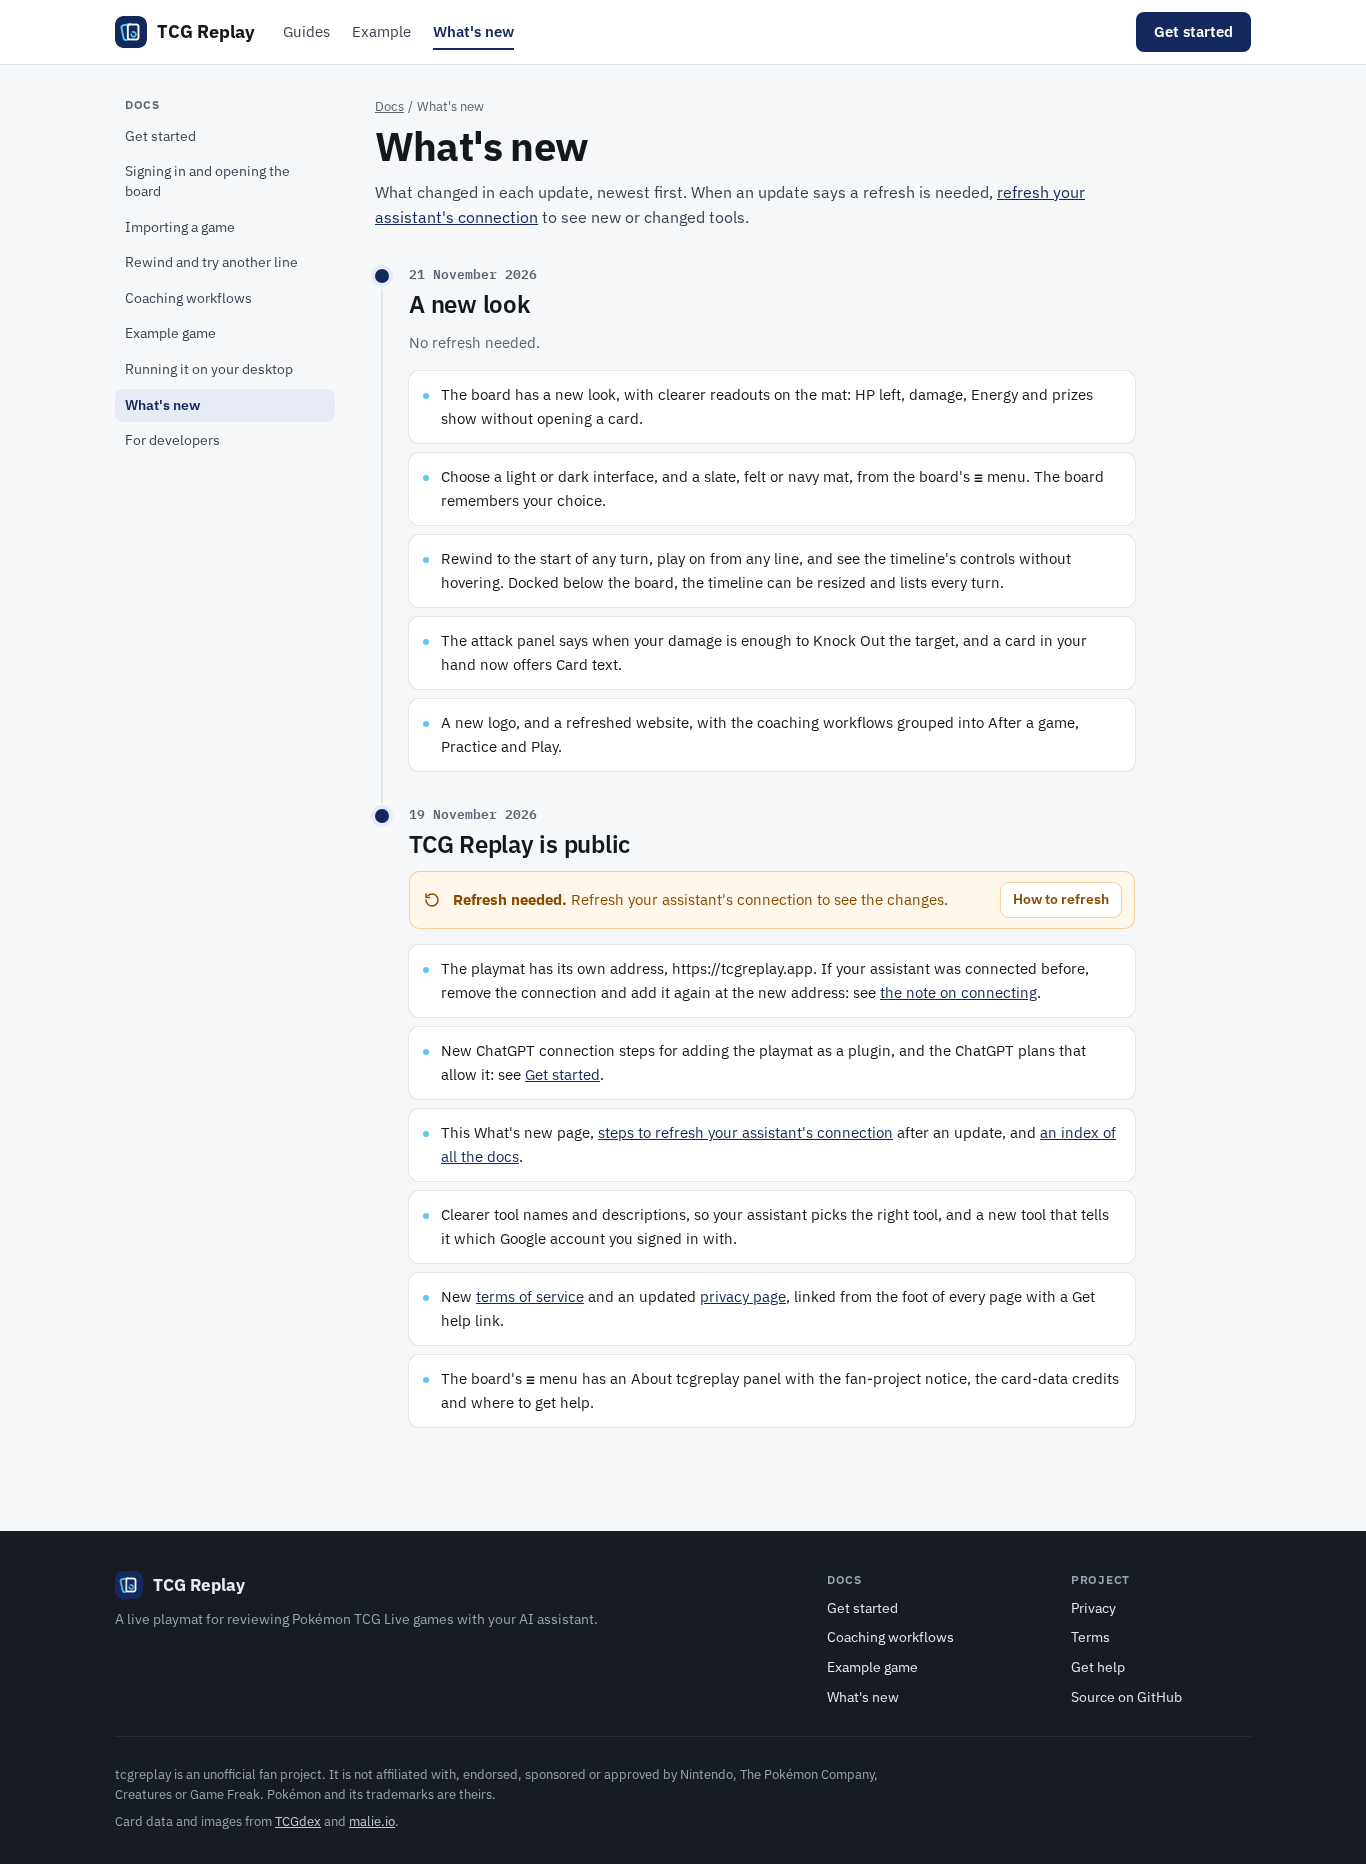 TCG Replay
Guides
Example
What's new
Get started
DOCS
Get started
Signing in and opening the
board
Importing a game
Rewind and try another line
Coaching workflows
Example game
Running it on your desktop
What's new
For developers
Docs / What's new
What's new
What changed in each update, newest first. When an update says a refresh is needed, refresh your
assistant's connection to see new or changed tools.
21 November 2026
A new look
No refresh needed.
The board has a new look, with clearer readouts on the mat: HP left, damage, Energy and prizes
show without opening a card.
Choose a light or dark interface, and a slate, felt or navy mat, from the board's ≡ menu. The board
remembers your choice.
Rewind to the start of any turn, play on from any line, and see the timeline's controls without
hovering. Docked below the board, the timeline can be resized and lists every turn.
The attack panel says when your damage is enough to Knock Out the target, and a card in your
hand now offers Card text.
A new logo, and a refreshed website, with the coaching workflows grouped into After a game,
Practice and Play.
19 November 2026
TCG Replay is public
Refresh needed. Refresh your assistant's connection to see the changes.
How to refresh
The playmat has its own address, https://tcgreplay.app. If your assistant was connected before,
remove the connection and add it again at the new address: see the note on connecting.
New ChatGPT connection steps for adding the playmat as a plugin, and the ChatGPT plans that
allow it: see Get started.
This What's new page, steps to refresh your assistant's connection after an update, and an index of
all the docs.
Clearer tool names and descriptions, so your assistant picks the right tool, and a new tool that tells
it which Google account you signed in with.
New terms of service and an updated privacy page, linked from the foot of every page with a Get
help link.
The board's ≡ menu has an About tcgreplay panel with the fan-project notice, the card-data credits
and where to get help.
TCG Replay
A live playmat for reviewing Pokémon TCG Live games with your AI assistant.
DOCS
Get started
Coaching workflows
Example game
What's new
PROJECT
Privacy
Terms
Get help
Source on GitHub
tcgreplay is an unofficial fan project. It is not affiliated with, endorsed, sponsored or approved by Nintendo, The Pokémon Company,
Creatures or Game Freak. Pokémon and its trademarks are theirs.
Card data and images from TCGdex and malie.io.